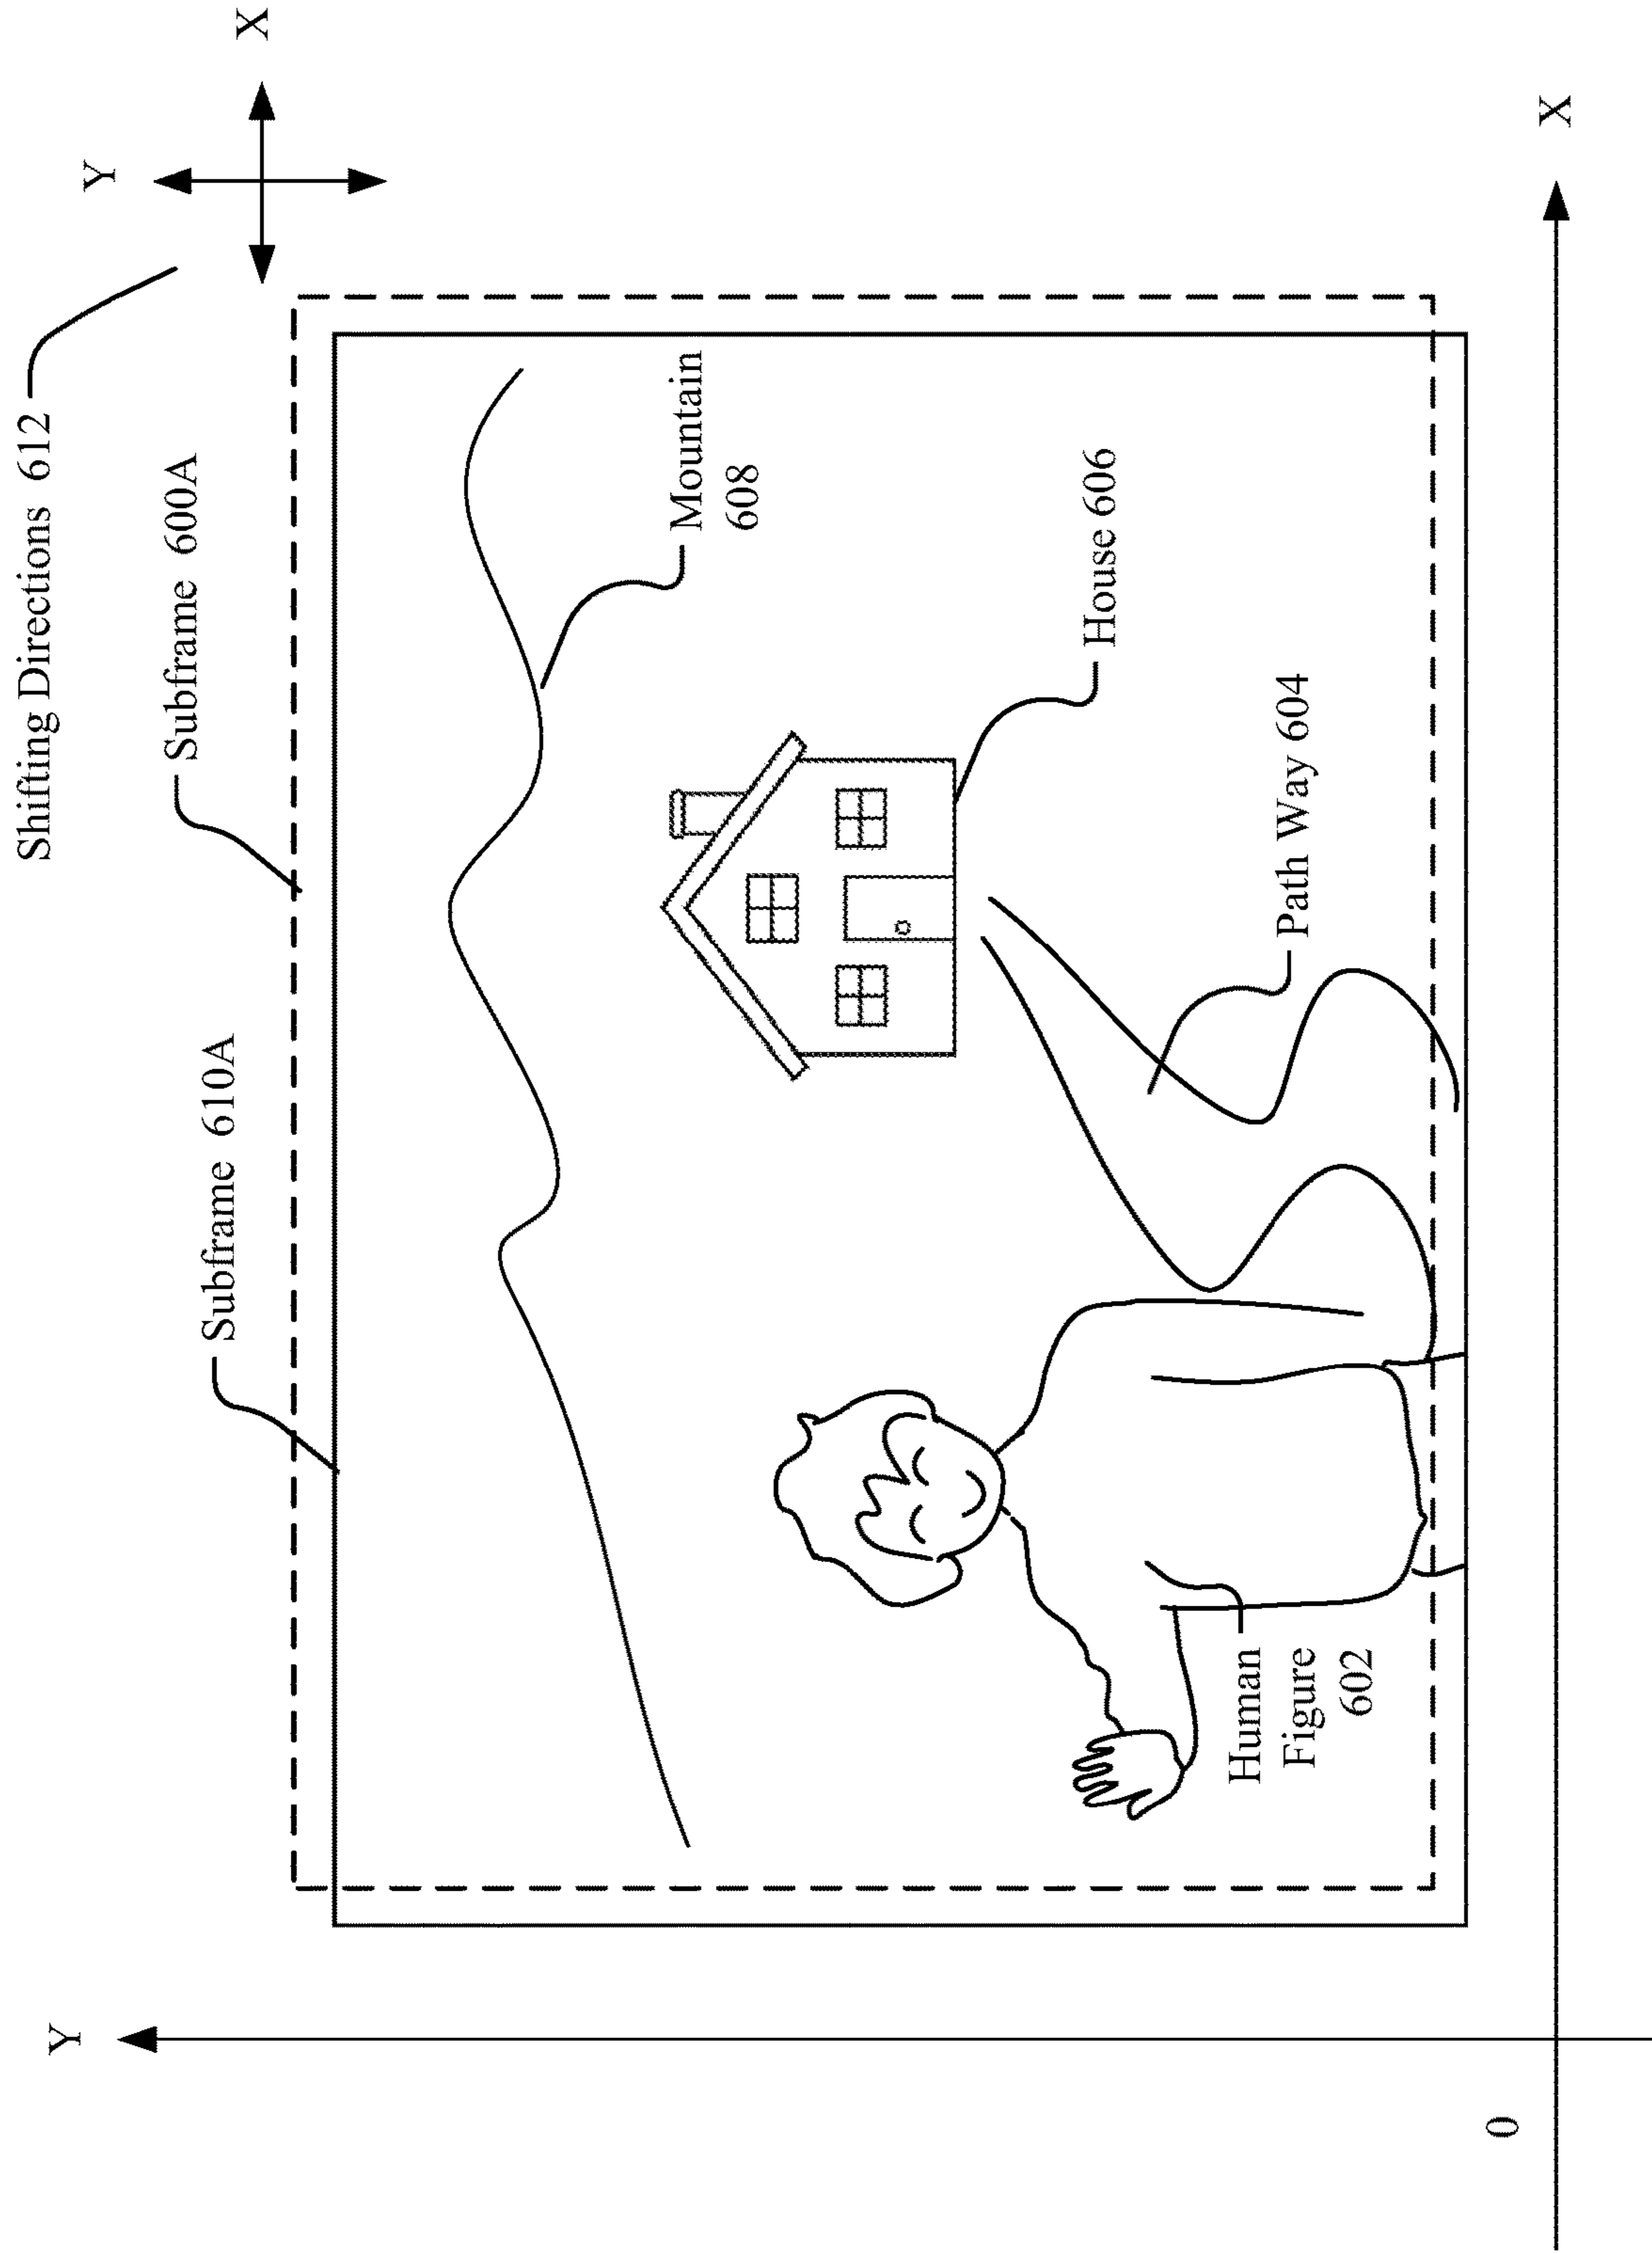 Shifting Directions 612
Y
X
Subframe 610A
Subframe 600A
Y
Mountain
608
House 606
Path Way 604
Human
Figure
602
0
X